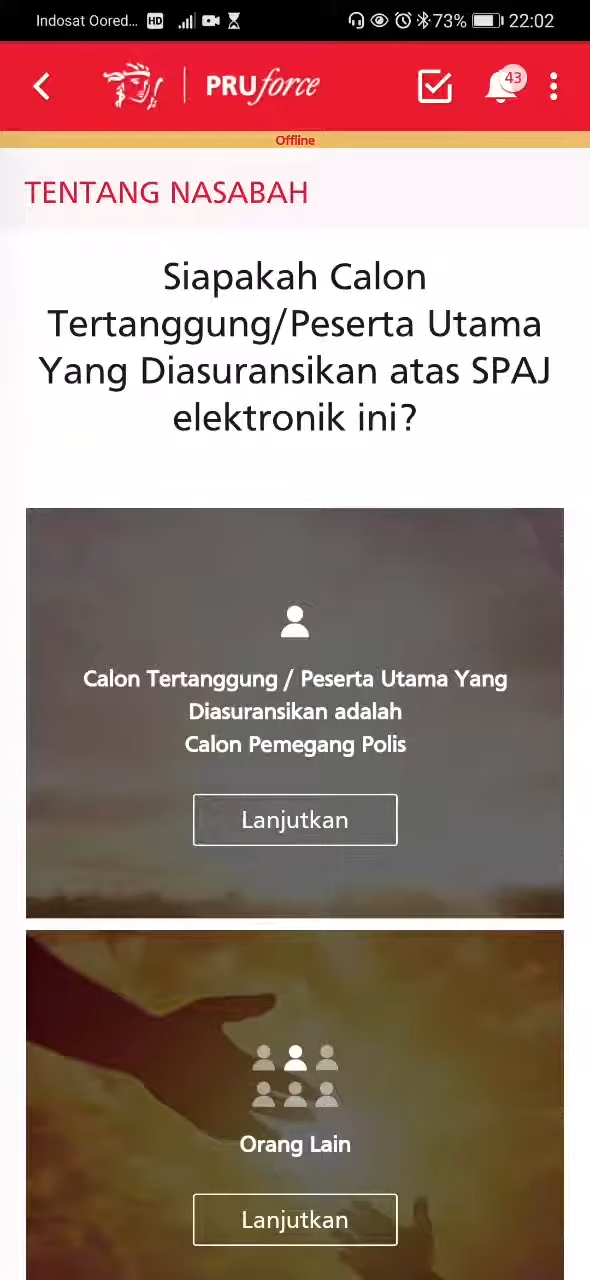 Indosat Oored... HD 73% 22:02
PRUforce 43
Offline
TENTANG NASABAH
Siapakah Calon
Tertanggung/Peserta Utama
Yang Diasuransikan atas SPAJ
elektronik ini?
Calon Tertanggung / Peserta Utama Yang
Diasuransikan adalah
Calon Pemegang Polis
Lanjutkan
Orang Lain
Lanjutkan